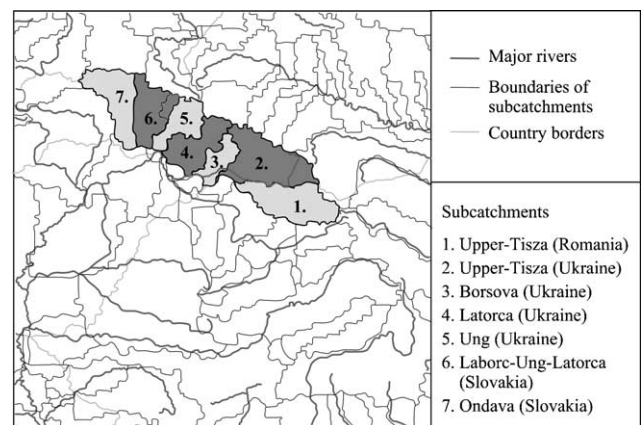 7.
6.
5.
4.
3.
2.
1.
Major rivers
Boundaries of
subcatchments
Country borders
Subcatchments
1. Upper-Tisza (Romania)
2. Upper-Tisza (Ukraine)
3. Borsova (Ukraine)
4. Latorca (Ukraine)
5. Ung (Ukraine)
6. Laborc-Ung-Latorca
(Slovakia)
7. Ondava (Slovakia)